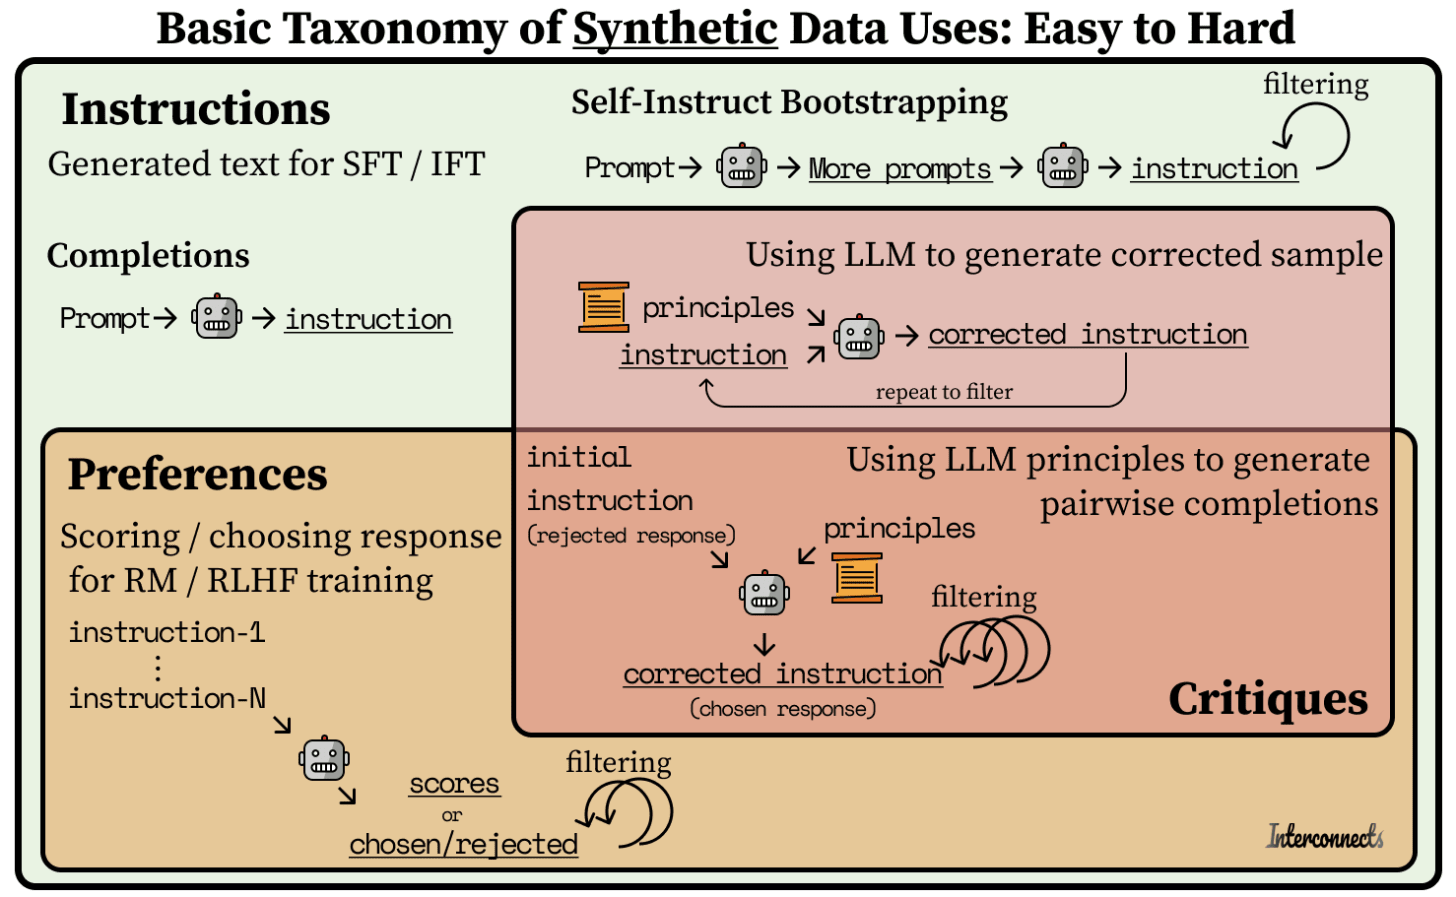 Basic Taxonomy of Synthetic Data Uses: Easy to Hard
Instructions
Generated text for SFT / IFT
Self-Instruct Bootstrapping
filtering
Prompt→ → More prompts → → instruction
Completions
Prompt→ → instruction
Using LLM to generate corrected sample
principles
instruction
→ corrected instruction
repeat to filter
Preferences
Scoring / choosing response
for RM / RLHF training
instruction-1
⋮
instruction-N
scores
or
chosen/rejected
filtering
initial
instruction
(rejected response)
Using LLM principles to generate
pairwise completions
principles
filtering
corrected instruction
(chosen response)
Critiques
Interconnects